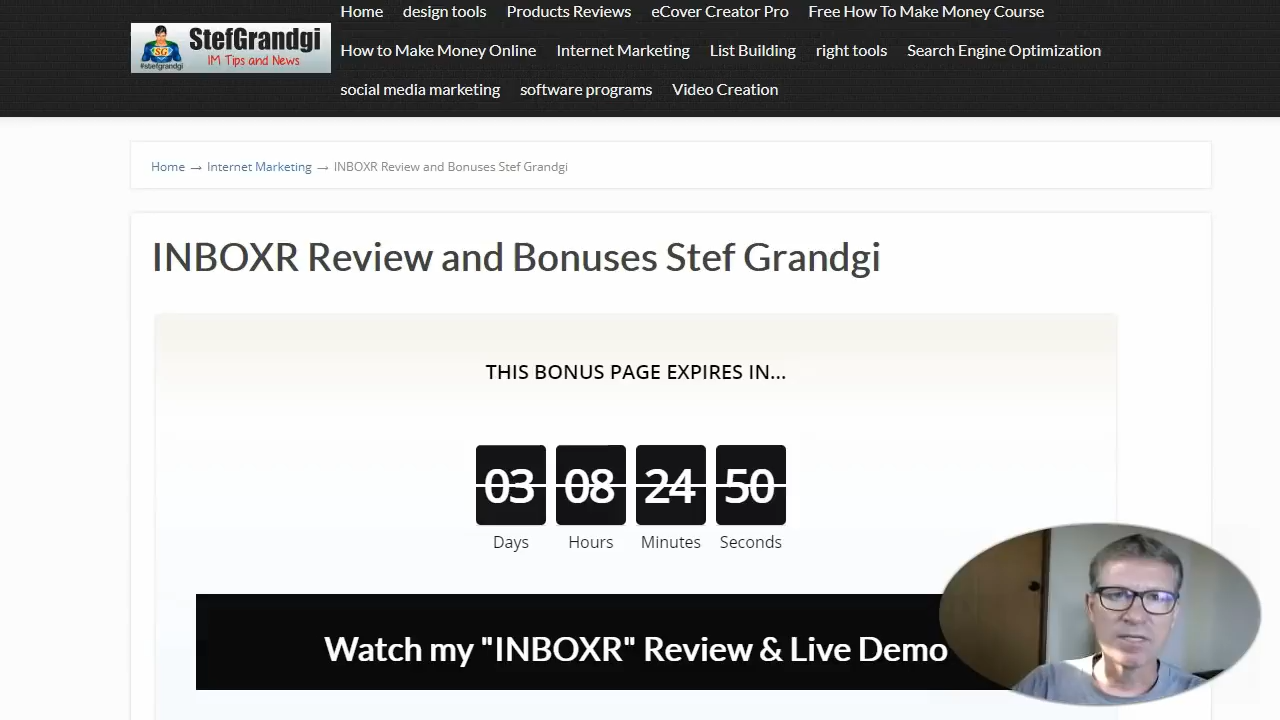 StefGrandgi
IM Tips and News
SG
#stefgrandgi
Home design tools Products Reviews eCover Creator Pro Free How To Make Money Course
How to Make Money Online Internet Marketing List Building right tools Search Engine Optimization
social media marketing software programs Video Creation
Home → Internet Marketing → INBOXR Review and Bonuses Stef Grandgi
INBOXR Review and Bonuses Stef Grandgi
THIS BONUS PAGE EXPIRES IN...
03 08 24 50
Days Hours Minutes Seconds
Watch my "INBOXR" Review & Live Demo